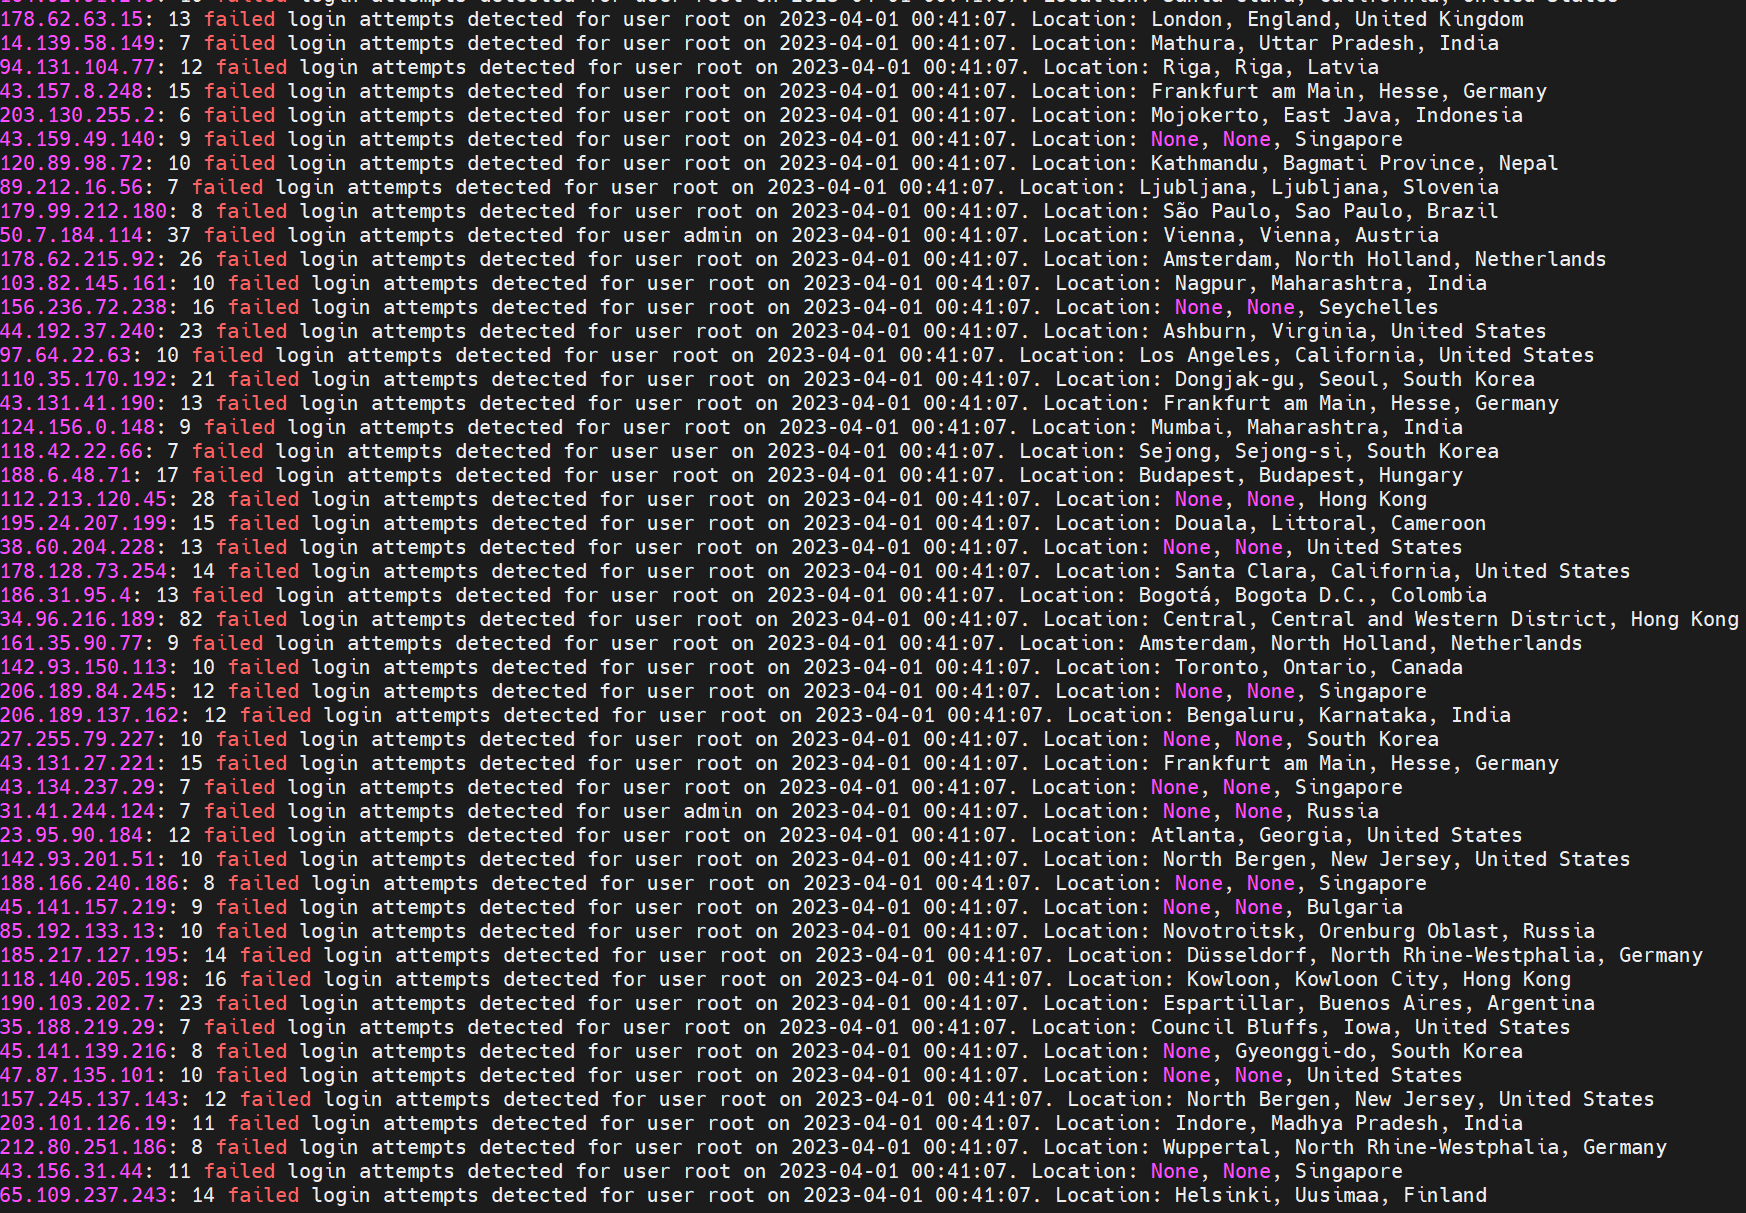 178.62.63.15: 13 failed login attempts detected for user root on 2023-04-01 00:41:07. Location: London, England, United Kingdom
14.139.58.149: 7 failed login attempts detected for user root on 2023-04-01 00:41:07. Location: Mathura, Uttar Pradesh, India
94.131.104.77: 12 failed login attempts detected for user root on 2023-04-01 00:41:07. Location: Riga, Riga, Latvia
43.157.8.248: 15 failed login attempts detected for user root on 2023-04-01 00:41:07. Location: Frankfurt am Main, Hesse, Germany
203.130.255.2: 6 failed login attempts detected for user root on 2023-04-01 00:41:07. Location: Mojokerto, East Java, Indonesia
43.159.49.140: 9 failed login attempts detected for user root on 2023-04-01 00:41:07. Location: None, None, Singapore
120.89.98.72: 10 failed login attempts detected for user root on 2023-04-01 00:41:07. Location: Kathmandu, Bagmati Province, Nepal
89.212.16.56: 7 failed login attempts detected for user root on 2023-04-01 00:41:07. Location: Ljubljana, Ljubljana, Slovenia
179.99.212.180: 8 failed login attempts detected for user root on 2023-04-01 00:41:07. Location: São Paulo, Sao Paulo, Brazil
50.7.184.114: 37 failed login attempts detected for user admin on 2023-04-01 00:41:07. Location: Vienna, Vienna, Austria
178.62.215.92: 26 failed login attempts detected for user root on 2023-04-01 00:41:07. Location: Amsterdam, North Holland, Netherlands
103.82.145.161: 10 failed login attempts detected for user root on 2023-04-01 00:41:07. Location: Nagpur, Maharashtra, India
156.236.72.238: 16 failed login attempts detected for user root on 2023-04-01 00:41:07. Location: None, None, Seychelles
44.192.37.240: 23 failed login attempts detected for user root on 2023-04-01 00:41:07. Location: Ashburn, Virginia, United States
97.64.22.63: 10 failed login attempts detected for user root on 2023-04-01 00:41:07. Location: Los Angeles, California, United States
110.35.170.192: 21 failed login attempts detected for user root on 2023-04-01 00:41:07. Location: Dongjak-gu, Seoul, South Korea
43.131.41.190: 13 failed login attempts detected for user root on 2023-04-01 00:41:07. Location: Frankfurt am Main, Hesse, Germany
124.156.0.148: 9 failed login attempts detected for user root on 2023-04-01 00:41:07. Location: Mumbai, Maharashtra, India
118.42.22.66: 7 failed login attempts detected for user user on 2023-04-01 00:41:07. Location: Sejong, Sejong-si, South Korea
188.6.48.71: 17 failed login attempts detected for user root on 2023-04-01 00:41:07. Location: Budapest, Budapest, Hungary
112.213.120.45: 28 failed login attempts detected for user root on 2023-04-01 00:41:07. Location: None, None, Hong Kong
195.24.207.199: 15 failed login attempts detected for user root on 2023-04-01 00:41:07. Location: Douala, Littoral, Cameroon
38.60.204.228: 13 failed login attempts detected for user root on 2023-04-01 00:41:07. Location: None, None, United States
178.128.73.254: 14 failed login attempts detected for user root on 2023-04-01 00:41:07. Location: Santa Clara, California, United States
186.31.95.4: 13 failed login attempts detected for user root on 2023-04-01 00:41:07. Location: Bogotá, Bogota D.C., Colombia
34.96.216.189: 82 failed login attempts detected for user root on 2023-04-01 00:41:07. Location: Central, Central and Western District, Hong Kong
161.35.90.77: 9 failed login attempts detected for user root on 2023-04-01 00:41:07. Location: Amsterdam, North Holland, Netherlands
142.93.150.113: 10 failed login attempts detected for user root on 2023-04-01 00:41:07. Location: Toronto, Ontario, Canada
206.189.84.245: 12 failed login attempts detected for user root on 2023-04-01 00:41:07. Location: None, None, Singapore
206.189.137.162: 12 failed login attempts detected for user root on 2023-04-01 00:41:07. Location: Bengaluru, Karnataka, India
27.255.79.227: 10 failed login attempts detected for user root on 2023-04-01 00:41:07. Location: None, None, South Korea
43.131.27.221: 15 failed login attempts detected for user root on 2023-04-01 00:41:07. Location: Frankfurt am Main, Hesse, Germany
43.134.237.29: 7 failed login attempts detected for user root on 2023-04-01 00:41:07. Location: None, None, Singapore
31.41.244.124: 7 failed login attempts detected for user admin on 2023-04-01 00:41:07. Location: None, None, Russia
23.95.90.184: 12 failed login attempts detected for user root on 2023-04-01 00:41:07. Location: Atlanta, Georgia, United States
142.93.201.51: 10 failed login attempts detected for user root on 2023-04-01 00:41:07. Location: North Bergen, New Jersey, United States
188.166.240.186: 8 failed login attempts detected for user root on 2023-04-01 00:41:07. Location: None, None, Singapore
45.141.157.219: 9 failed login attempts detected for user root on 2023-04-01 00:41:07. Location: None, None, Bulgaria
85.192.133.13: 10 failed login attempts detected for user root on 2023-04-01 00:41:07. Location: Novotroitsk, Orenburg Oblast, Russia
185.217.127.195: 14 failed login attempts detected for user root on 2023-04-01 00:41:07. Location: Düsseldorf, North Rhine-Westphalia, Germany
118.140.205.198: 16 failed login attempts detected for user root on 2023-04-01 00:41:07. Location: Kowloon, Kowloon City, Hong Kong
190.103.202.7: 23 failed login attempts detected for user root on 2023-04-01 00:41:07. Location: Espartillar, Buenos Aires, Argentina
35.188.219.29: 7 failed login attempts detected for user root on 2023-04-01 00:41:07. Location: Council Bluffs, Iowa, United States
45.141.139.216: 8 failed login attempts detected for user root on 2023-04-01 00:41:07. Location: None, Gyeonggi-do, South Korea
47.87.135.101: 10 failed login attempts detected for user root on 2023-04-01 00:41:07. Location: None, None, United States
157.245.137.143: 12 failed login attempts detected for user root on 2023-04-01 00:41:07. Location: North Bergen, New Jersey, United States
203.101.126.19: 11 failed login attempts detected for user root on 2023-04-01 00:41:07. Location: Indore, Madhya Pradesh, India
212.80.251.186: 8 failed login attempts detected for user root on 2023-04-01 00:41:07. Location: Wuppertal, North Rhine-Westphalia, Germany
43.156.31.44: 11 failed login attempts detected for user root on 2023-04-01 00:41:07. Location: None, None, Singapore
65.109.237.243: 14 failed login attempts detected for user root on 2023-04-01 00:41:07. Location: Helsinki, Uusimaa, Finland